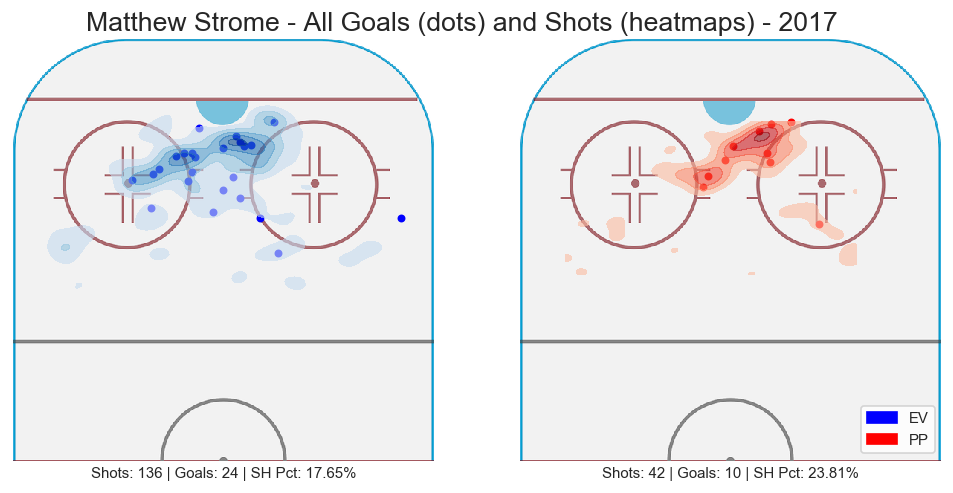 Matthew Strome - All Goals (dots) and Shots (heatmaps) - 2017
EV
PP
Shots: 136 | Goals: 24 | SH Pct: 17.65%
Shots: 42 | Goals: 10 | SH Pct: 23.81%